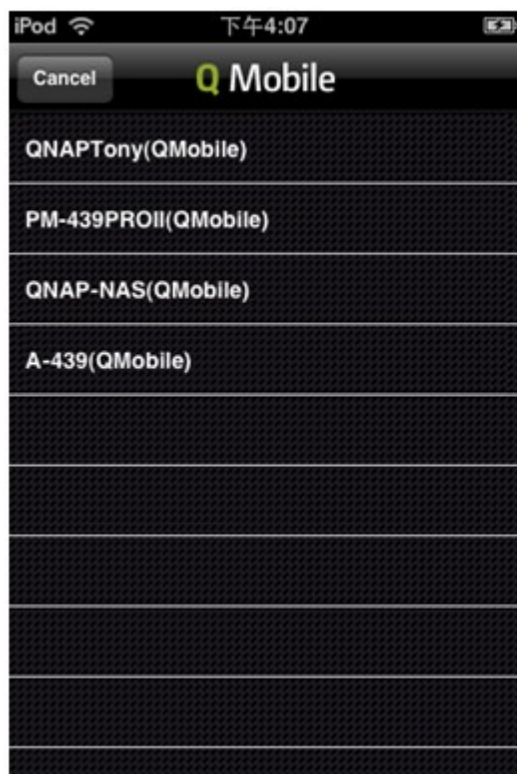 iPod 下午4:07
Cancel Q Mobile
QNAPTony(QMobile)
PM-439PROII(QMobile)
QNAP-NAS(QMobile)
A-439(QMobile)